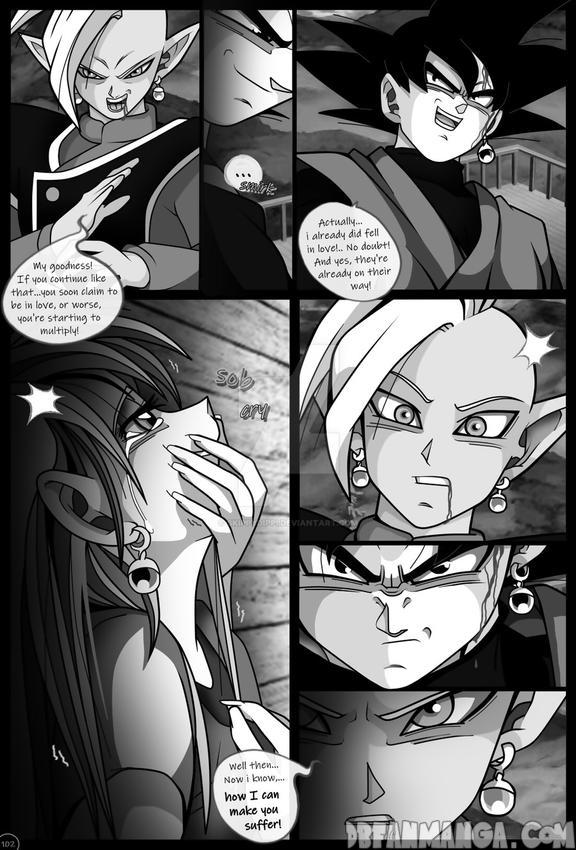 ...
smirk
Actually...
i already did fell
in love!.. No doubt!
And yes, they're
already on their
way!
My goodness!
If you continue like
that...you soon claim to
be in love, or worse,
you're starting to
multiply!
sob
cry
Well then...
Now i know,...
how I can
make you
suffer!
102
DBFANMANGA.COM